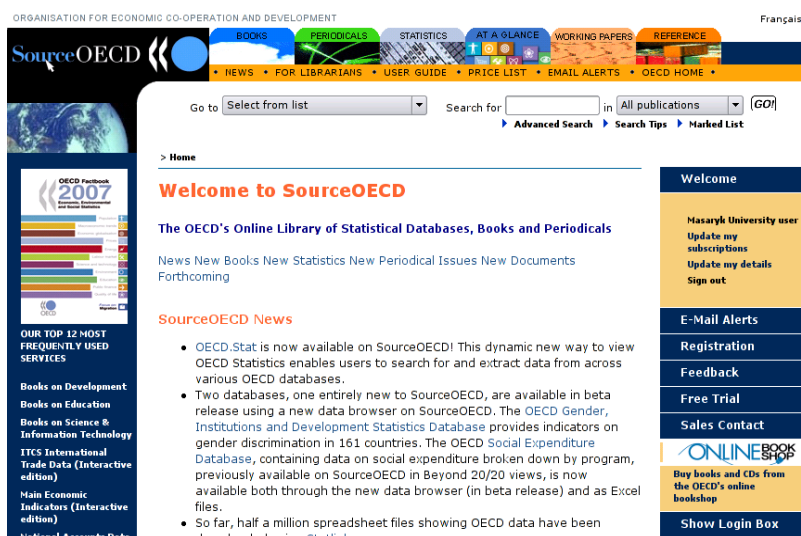 ORGANISATION FOR ECONOMIC CO-OPERATION AND DEVELOPMENT
Français
BOOKS PERIODICALS STATISTICS AT A GLANCE WORKING PAPERS REFERENCE
SourceOECD
• NEWS • FOR LIBRARIANS • USER GUIDE • PRICE LIST • EMAIL ALERTS • OECD HOME •
Go to Select from list Search for in All publications GO!
Advanced Search Search Tips Marked List
> Home
OECD Factbook
2007
Economic, Environmental
and Social Statistics
OECD
OUR TOP 12 MOST
FREQUENTLY USED
SERVICES
Books on Development
Books on Education
Books on Science &
Information Technology
ITCS International
Trade Data (Interactive
edition)
Main Economic
Indicators (Interactive
edition)
National Accounts Data
Welcome to SourceOECD
The OECD's Online Library of Statistical Databases, Books and Periodicals
News New Books New Statistics New Periodical Issues New Documents
Forthcoming
SourceOECD News
• OECD.Stat is now available on SourceOECD! This dynamic new way to view
OECD Statistics enables users to search for and extract data from across
various OECD databases.
• Two databases, one entirely new to SourceOECD, are available in beta
release using a new data browser on SourceOECD. The OECD Gender,
Institutions and Development Statistics Database provides indicators on
gender discrimination in 161 countries. The OECD Social Expenditure
Database, containing data on social expenditure broken down by program,
previously available on SourceOECD in Beyond 20/20 views, is now
available both through the new data browser (in beta release) and as Excel
files.
• So far, half a million spreadsheet files showing OECD data have been
Welcome
Masaryk University user
Update my
subscriptions
Update my details
Sign out
E-Mail Alerts
Registration
Feedback
Free Trial
Sales Contact
ONLINE BOOK SHOP
Buy books and CDs from
the OECD's online
bookshop
Show Login Box